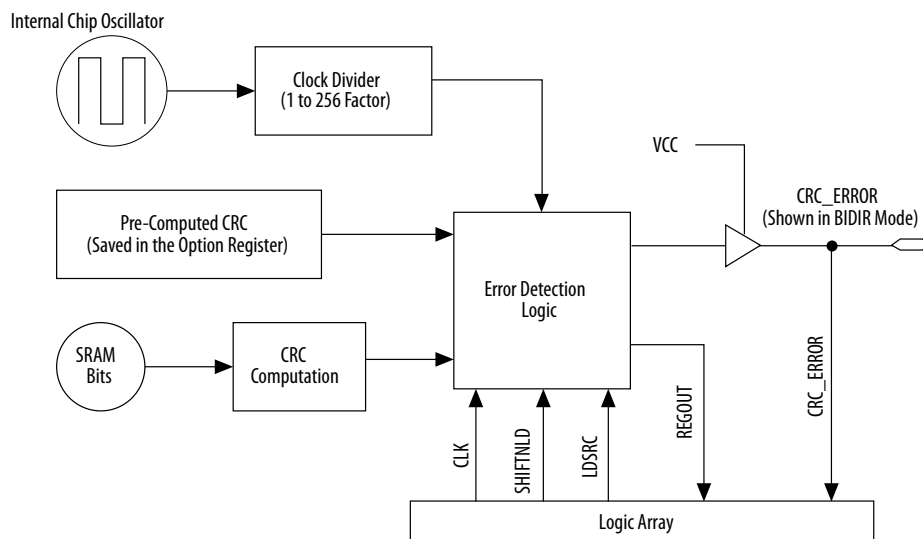 Internal Chip Oscillator
Clock Divider
(1 to 256 Factor)
VCC
CRC_ERROR
(Shown in BIDIR Mode)
Pre-Computed CRC
(Saved in the Option Register)
Error Detection
Logic
SRAM
Bits
CRC
Computation
CLK
SHIFTNLD
LDSRC
REGOUT
CRC_ERROR
Logic Array